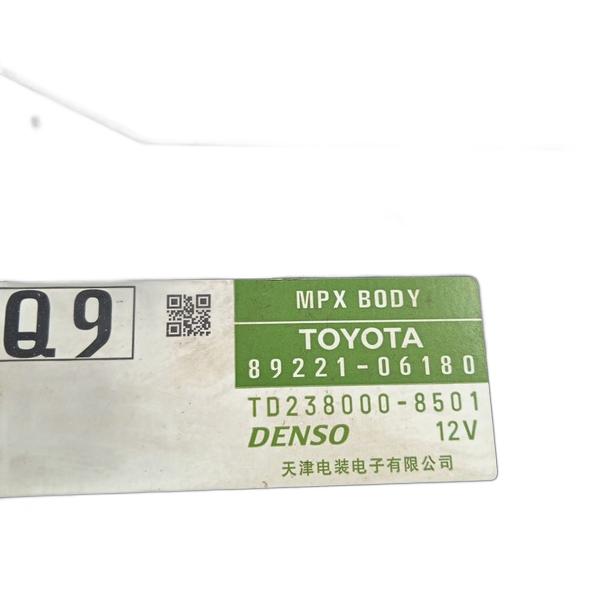 Q9
MPX BODY
TOYOTA
89221-06180
TD238000-8501
DENSO 12V
天津电装电子有限公司